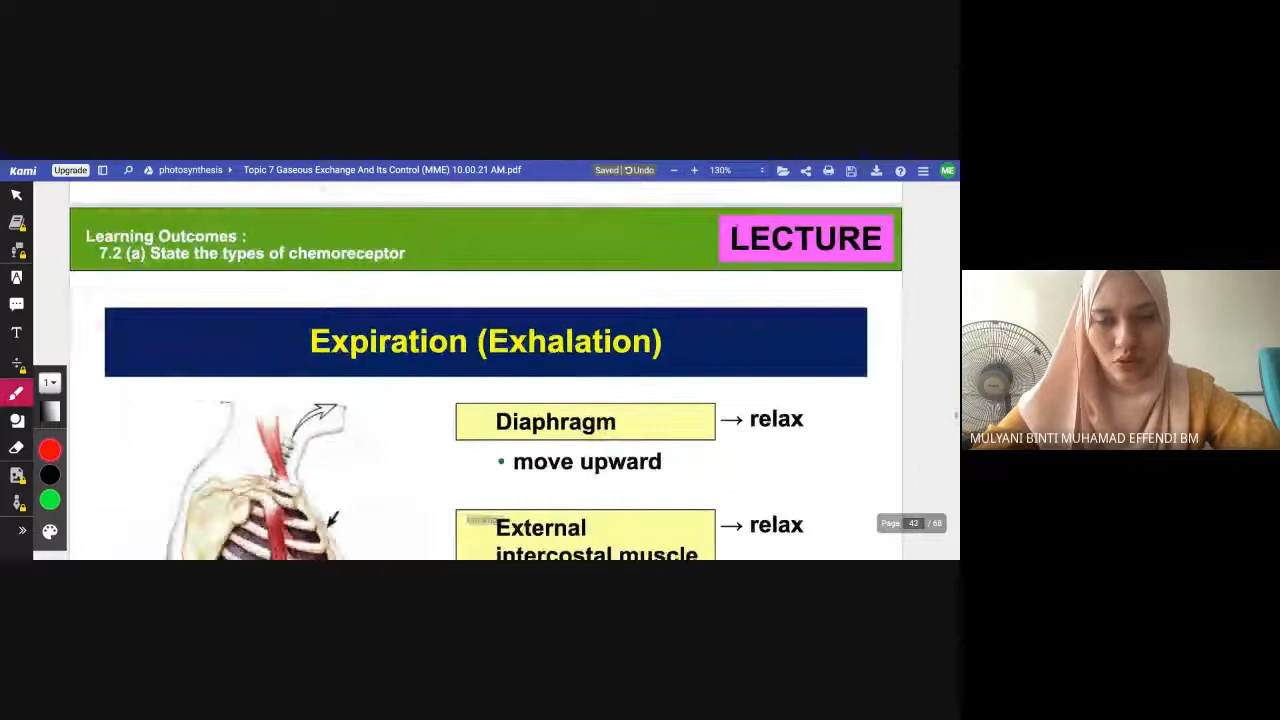 Kami
Upgrade
photosynthesis
Topic 7 Gaseous Exchange And Its Control (MME) 10.00.21 AM.pdf
Saved Undo
130%
ME
Learning Outcomes :
7.2 (a) State the types of chemoreceptor
LECTURE
Expiration (Exhalation)
Diaphragm → relax
• move upward
External → relax
intercostal muscle
1
T
Page 43 / 68
MULYANI BINTI MUHAMAD EFFENDI BM